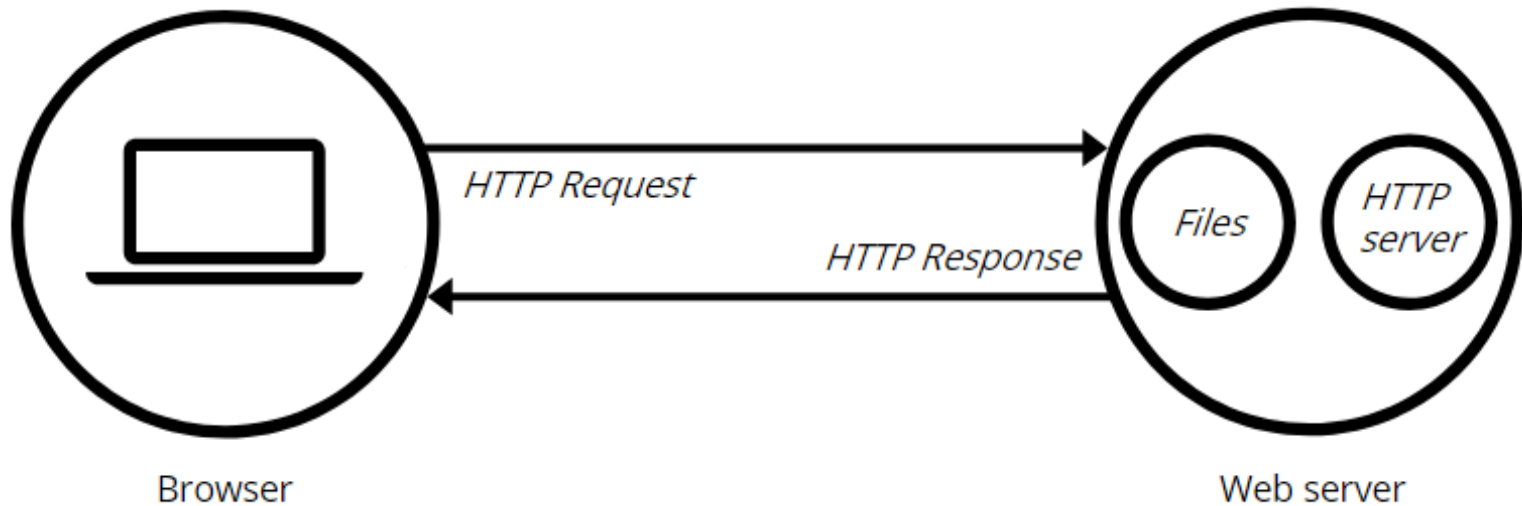 HTTP Request
HTTP Response
Files
HTTP
server
Browser
Web server